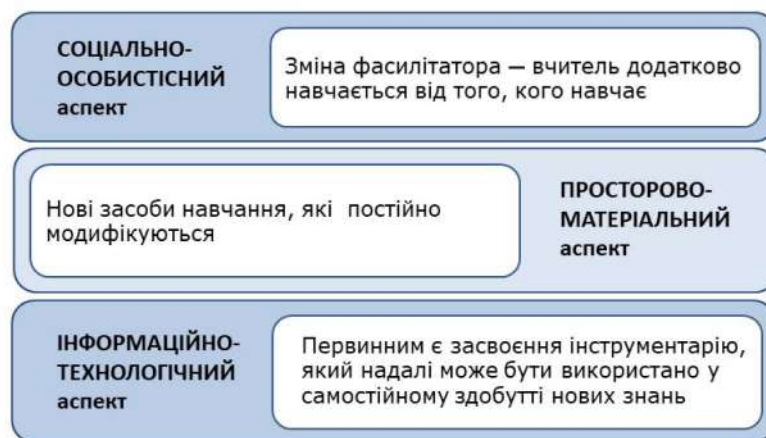 СОЦІАЛЬНО-
ОСОБИСТІСНИЙ
аспект
Зміна фасилітатора — вчитель додатково
навчається від того, кого навчає
Нові засоби навчання, які постійно
модифікуються
ПРОСТОРОВО-
МАТЕРІАЛЬНИЙ
аспект
ІНФОРМАЦІЙНО-
ТЕХНОЛОГІЧНИЙ
аспект
Первинним є засвоєння інструментарію,
який надалі може бути використано у
самостійному здобутті нових знань